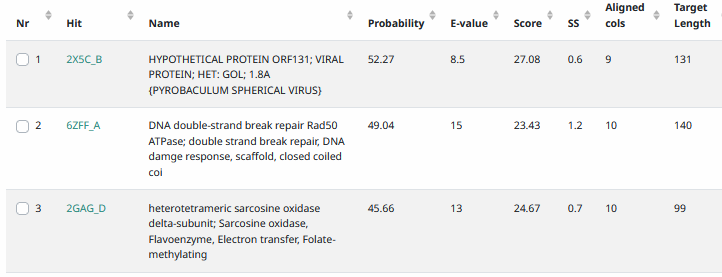 Nr Hit Name Probability E-value Score SS Aligned cols Target Length
1 2X5C_B HYPOTHETICAL PROTEIN ORF131; VIRAL 52.27 8.5 27.08 0.6 9 131
PROTEIN; HET: GOL; 1.8A
{PYROBACULUM SPHERICAL VIRUS}
2 6ZFF_A DNA double-strand break repair Rad50 49.04 15 23.43 1.2 10 140
ATPase; double strand break repair, DNA
damge response, scaffold, closed coiled
coi
3 2GAG_D heterotetrameric sarcosine oxidase 45.66 13 24.67 0.7 10 99
delta-subunit; Sarcosine oxidase,
Flavoenzyme, Electron transfer, Folate-
methylating